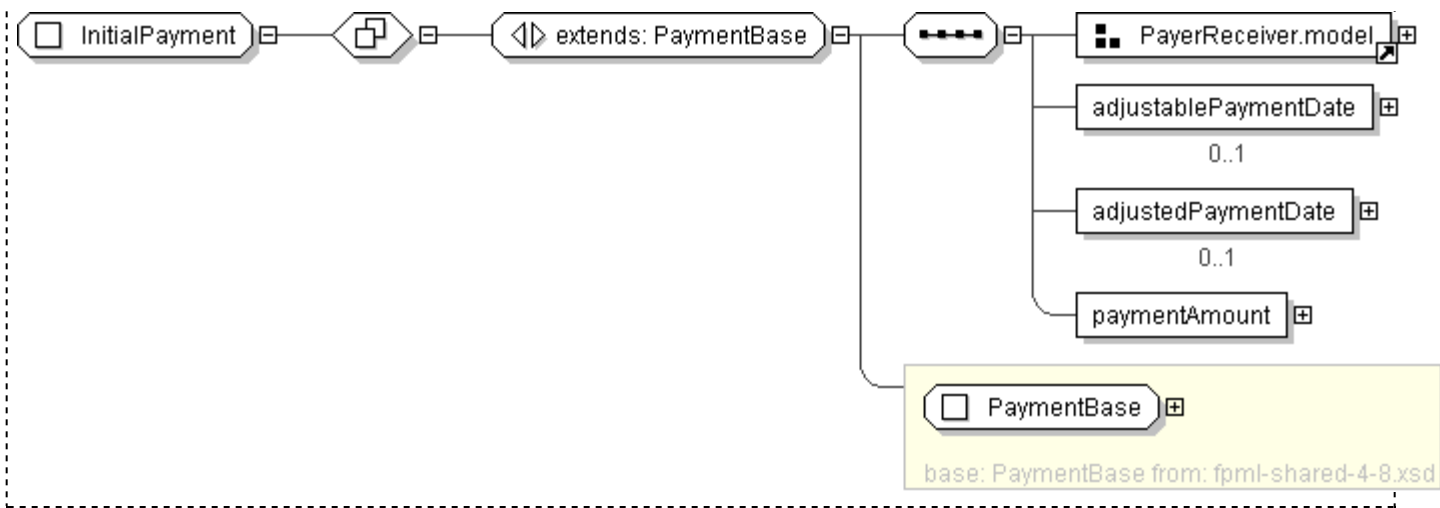 InitialPayment
extends: PaymentBase
PayerReceiver.model
adjustablePaymentDate
0..1
adjustedPaymentDate
0..1
paymentAmount
PaymentBase
base: PaymentBase from: fpml-shared-4-8.xsd